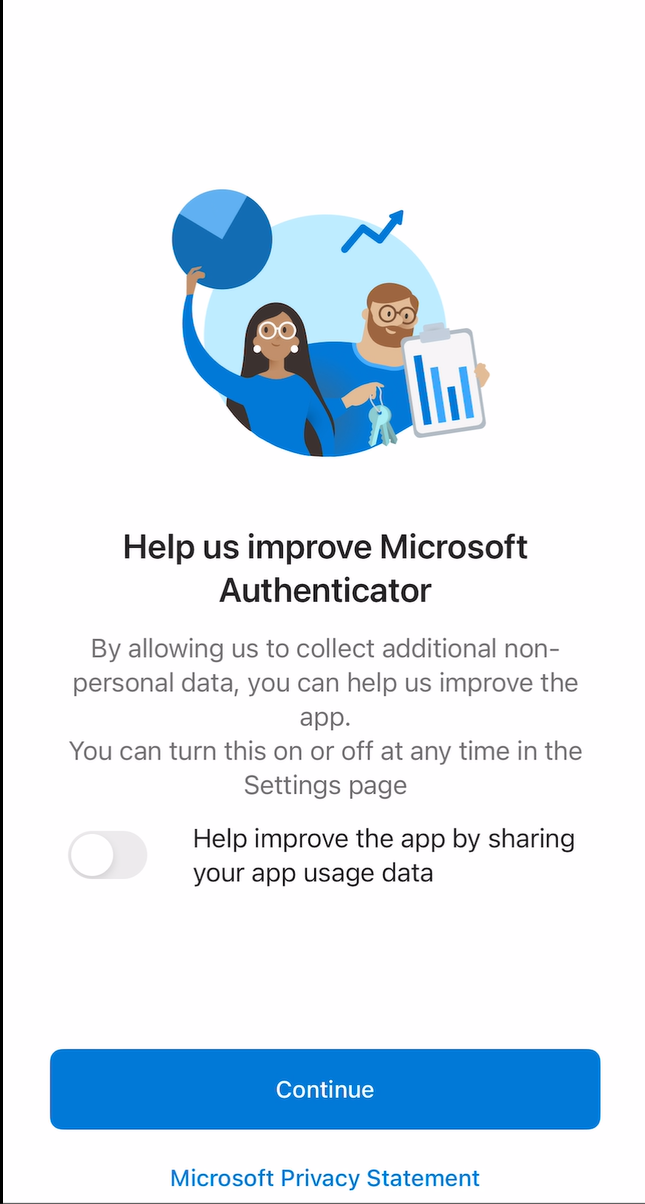 Help us improve Microsoft
Authenticator
By allowing us to collect additional non-
personal data, you can help us improve the
app.
You can turn this on or off at any time in the
Settings page
Help improve the app by sharing
your app usage data
Continue
Microsoft Privacy Statement